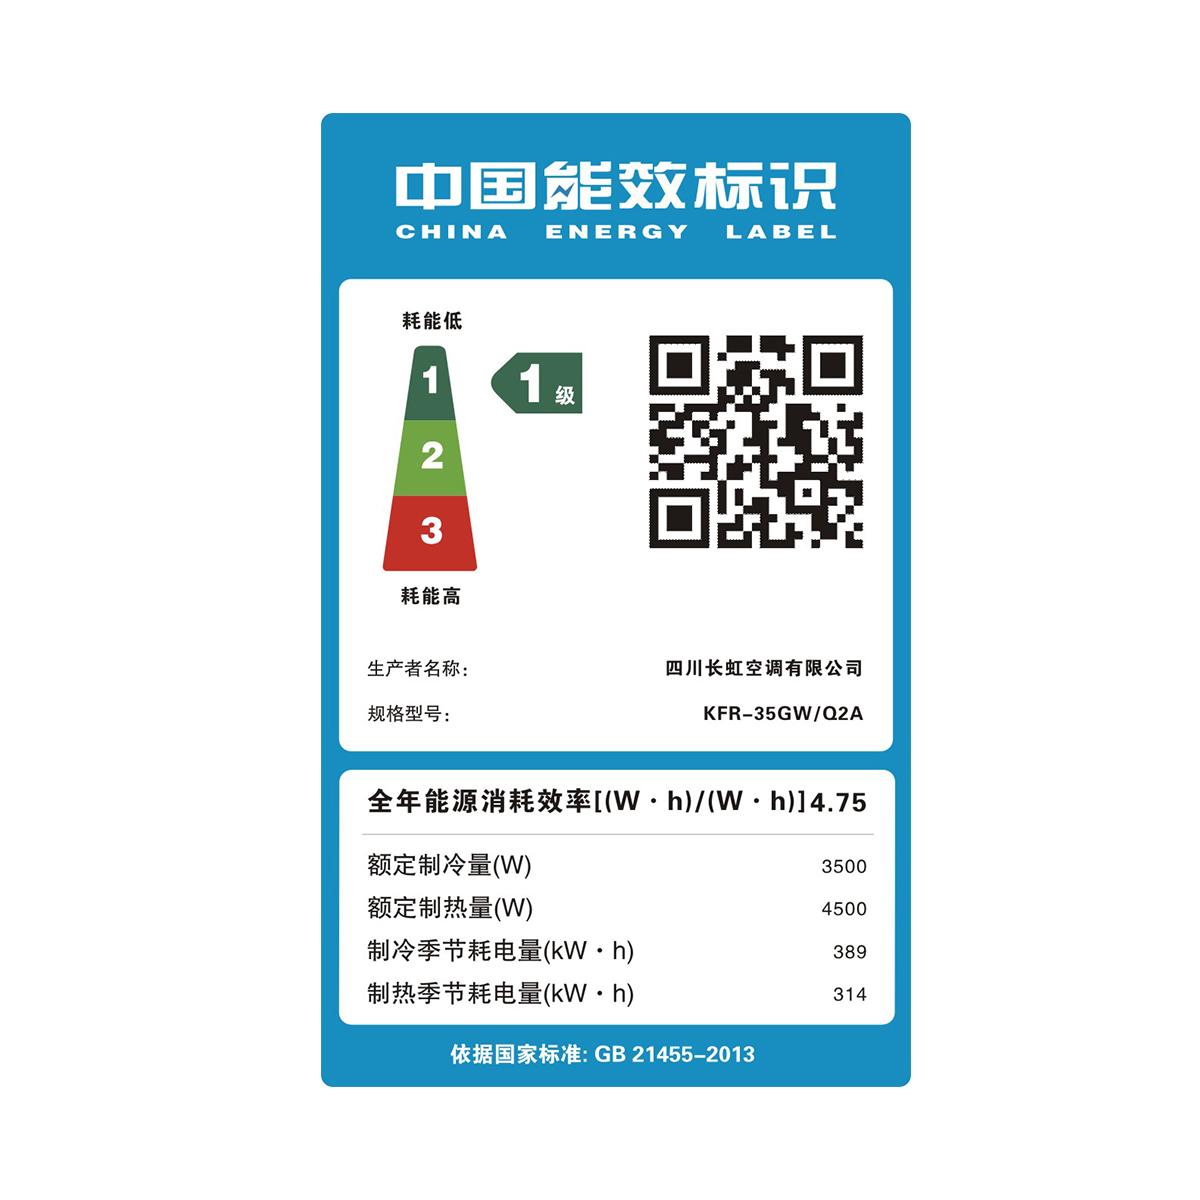 中国能效标识
CHINA ENERGY LABEL
耗能低
1
1级
2
3
耗能高
生产者名称: 四川长虹空调有限公司
规格型号: KFR-35GW/Q2A
全年能源消耗效率[(W·h)/(W·h)] 4.75
额定制冷量(W) 3500
额定制热量(W) 4500
制冷季节耗电量(kW·h) 389
制热季节耗电量(kW·h) 314
依据国家标准: GB 21455-2013